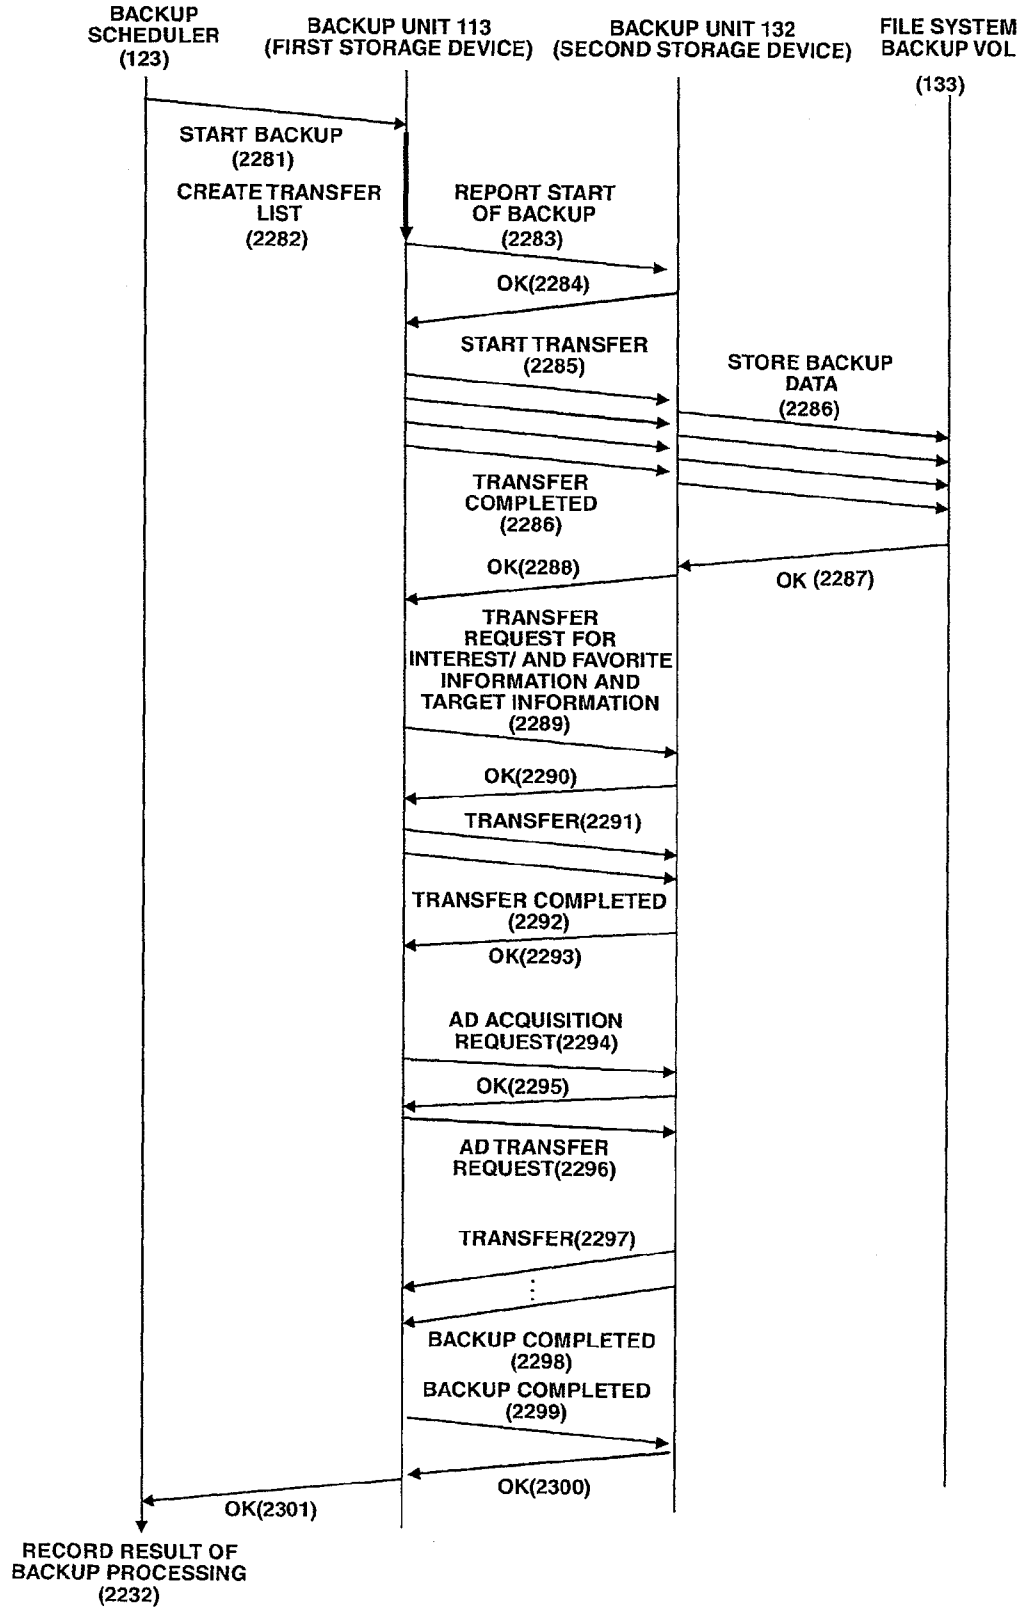 BACKUP
SCHEDULER
(123)
BACKUP UNIT 113
(FIRST STORAGE DEVICE)
BACKUP UNIT 132
(SECOND STORAGE DEVICE)
FILE SYSTEM
BACKUP VOL
(133)
START BACKUP
(2281)
CREATE TRANSFER
LIST
(2282)
REPORT START
OF BACKUP
(2283)
OK(2284)
START TRANSFER
(2285)
STORE BACKUP
DATA
(2286)
TRANSFER
COMPLETED
(2286)
OK(2288)
OK (2287)
TRANSFER
REQUEST FOR
INTEREST/ AND FAVORITE
INFORMATION AND
TARGET INFORMATION
(2289)
OK(2290)
TRANSFER(2291)
TRANSFER COMPLETED
(2292)
OK(2293)
AD ACQUISITION
REQUEST(2294)
OK(2295)
AD TRANSFER
REQUEST(2296)
TRANSFER(2297)
BACKUP COMPLETED
(2298)
BACKUP COMPLETED
(2299)
OK(2300)
OK(2301)
RECORD RESULT OF
BACKUP PROCESSING
(2232)